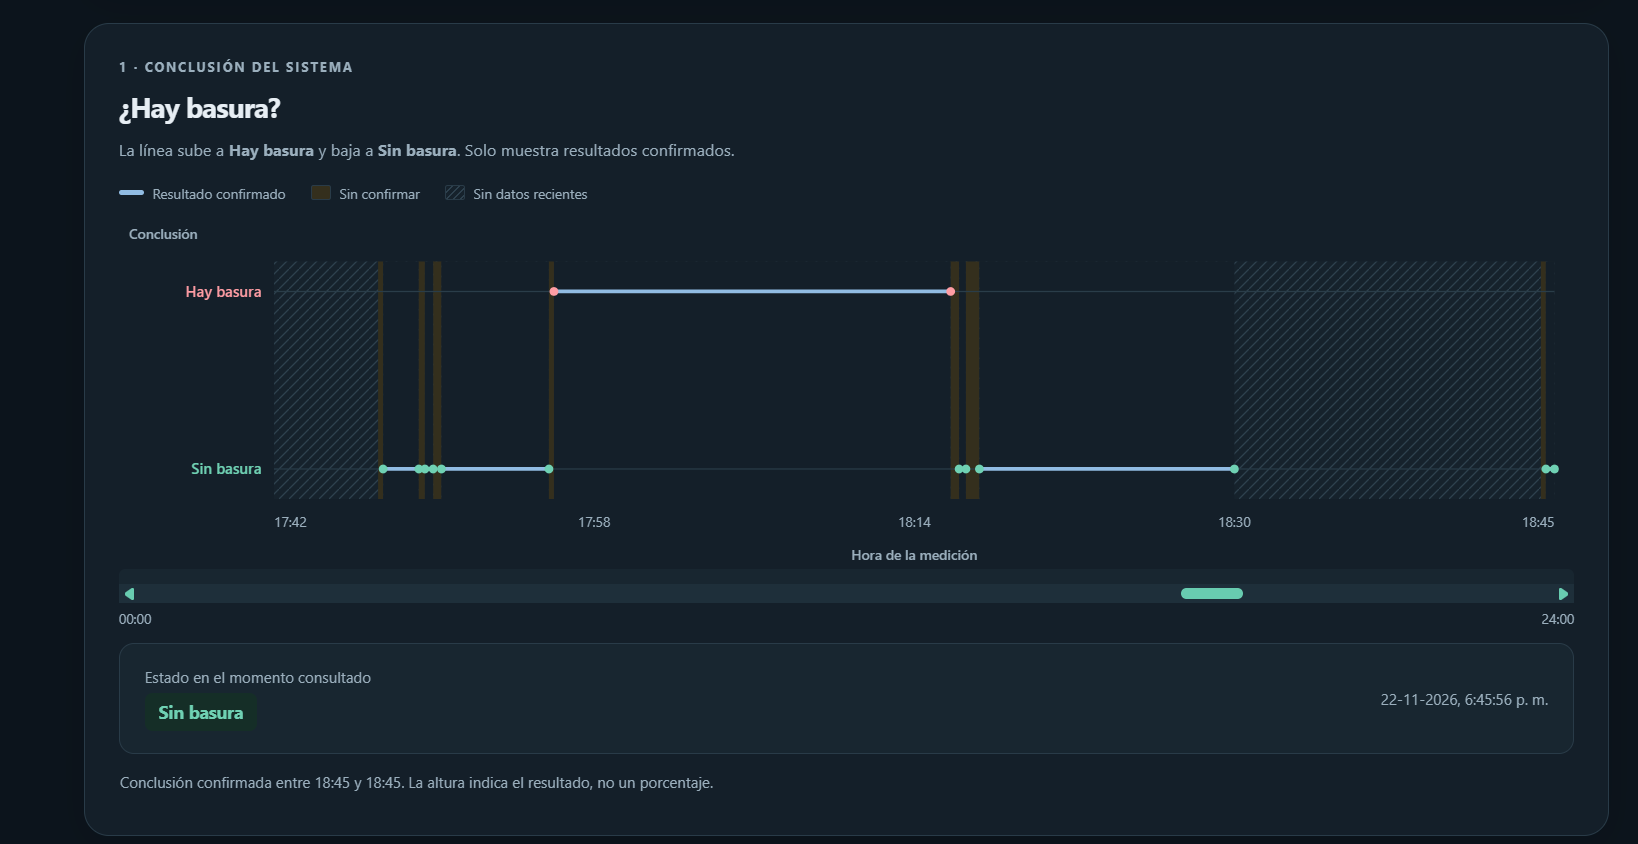 1 · CONCLUSIÓN DEL SISTEMA
¿Hay basura?
La línea sube a Hay basura y baja a Sin basura. Solo muestra resultados confirmados.
Resultado confirmado Sin confirmar Sin datos recientes
Conclusión
Hay basura
Sin basura
17:42 17:58 18:14 18:30 18:45
Hora de la medición
00:00 24:00
Estado en el momento consultado
Sin basura
22-11-2026, 6:45:56 p. m.
Conclusión confirmada entre 18:45 y 18:45. La altura indica el resultado, no un porcentaje.